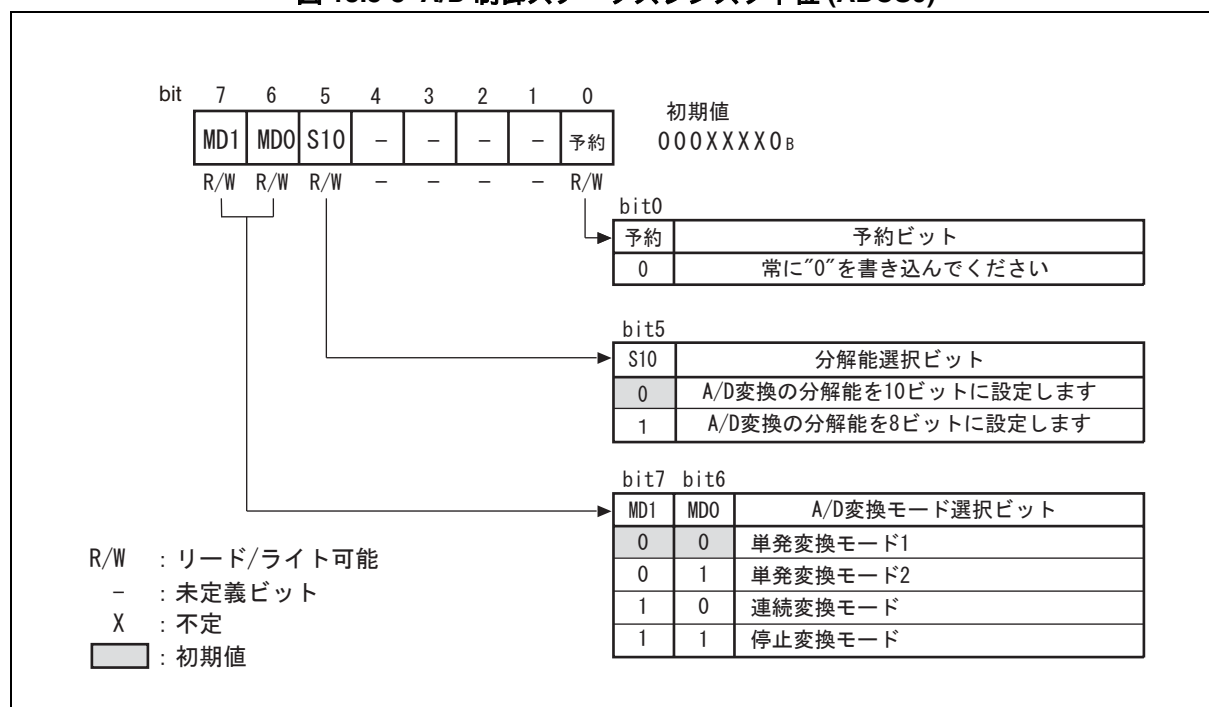 bit 7 6 5 4 3 2 1 0
初期値
MD1 MD0 S10 - - - - 予約
000XXXX0B
R/W R/W R/W - - - - R/W
bit0
予約 予約ビット
0 常に"0"を書き込んでください
bit5
S10 分解能選択ビット
0 A/D変換の分解能を10ビットに設定します
1 A/D変換の分解能を8ビットに設定します
bit7 bit6
MD1 MD0 A/D変換モード選択ビット
0 0 単発変換モード1
0 1 単発変換モード2
1 0 連続変換モード
1 1 停止変換モード
R/W : リード/ライト可能
- : 未定義ビット
X : 不定
: 初期値